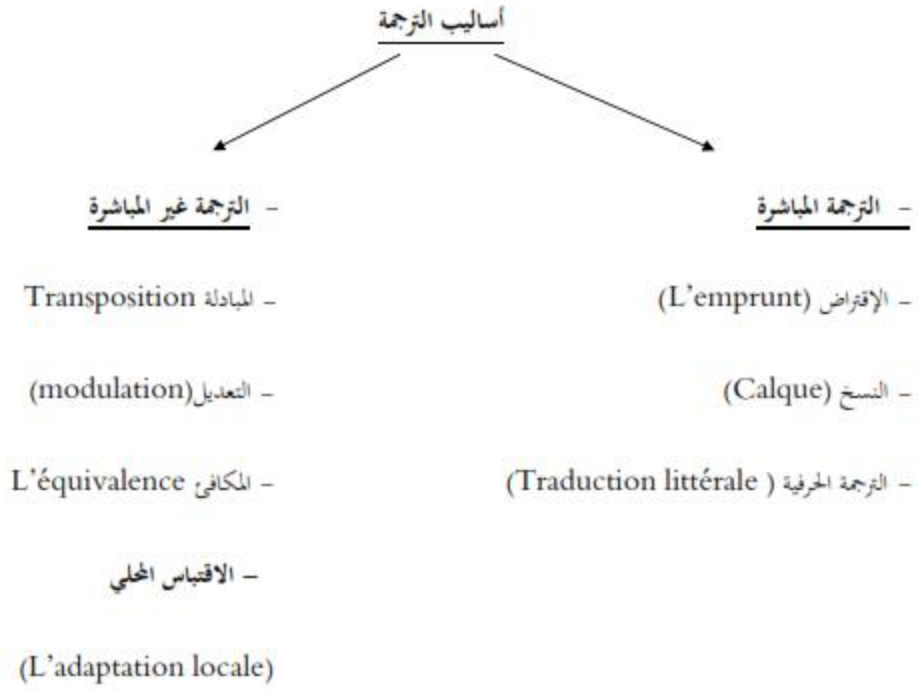 أساليب الترجمة
- الترجمة المباشرة
- الإقتراض (L'emprunt)
- النسخ (Calque)
- الترجمة الحرفية ( Traduction littérale)
- الترجمة غير المباشرة
- المبادلة Transposition
- التعديل(modulation)
- المكافئ L'équivalence
- الاقتباس المحلي
(L'adaptation locale)